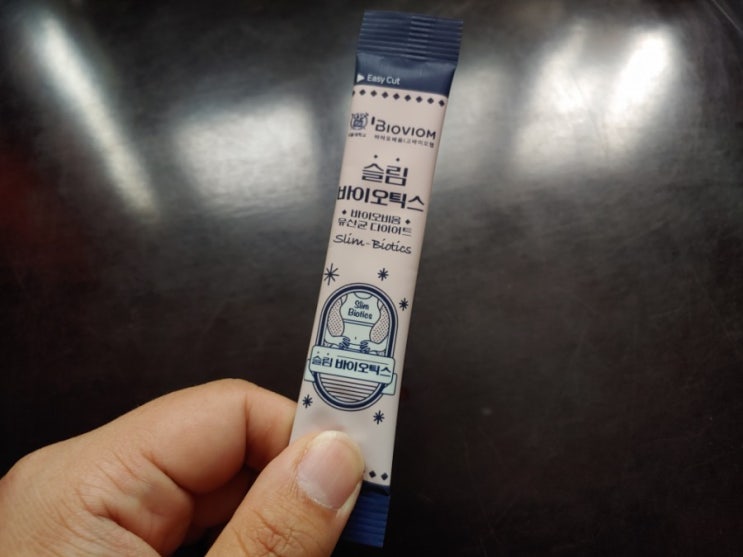 ▶ Easy Cut
BIOVIOM
슬림
바이오틱스
바이오비옴
유산균 다이어트
Slim-Biotics
Slim
Biotics
슬림 바이오틱스